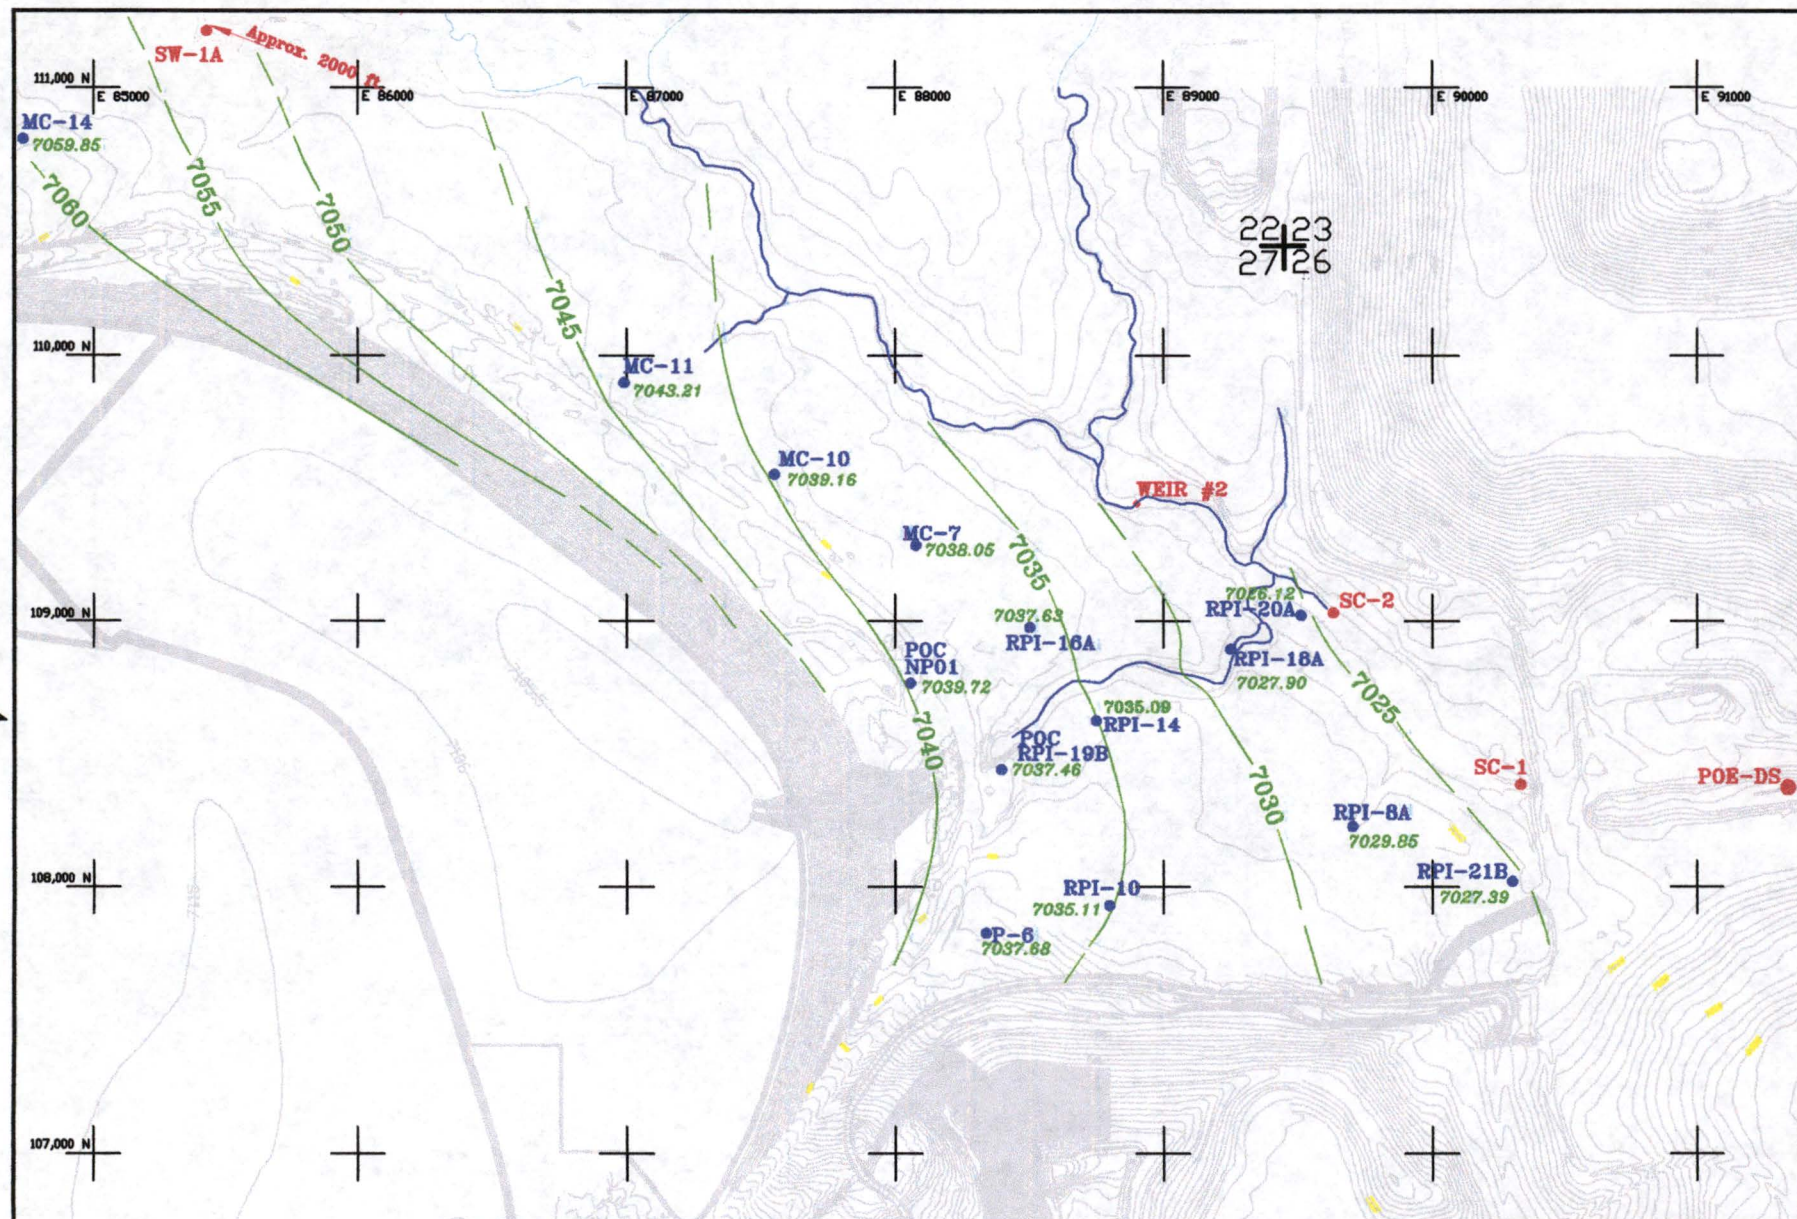 SW-1A
Approx. 2000 ft.
111,000 N
E 85000
E 86000
E 87000
E 88000
E 89000
E 90000
E 91000
MC-14
7059.85
7060
7055
7050
7045
22 23
27 26
110,000 N
MC-11
7043.21
MC-10
7039.16
WEIR #2
MC-7
7038.05
7035
7026.12
RPI-20A
SC-2
109,000 N
7037.63
RPI-16A
POC
NP01
7039.72
RPI-18A
7027.90
7025
7035.09
RPI-14
7040
POC
RPI-19B
7037.46
SC-1
POE-DS
7030
RPI-8A
7029.85
108,000 N
RPI-10
7035.11
RPI-21B
7027.39
P-6
7037.68
7115
107,000 N